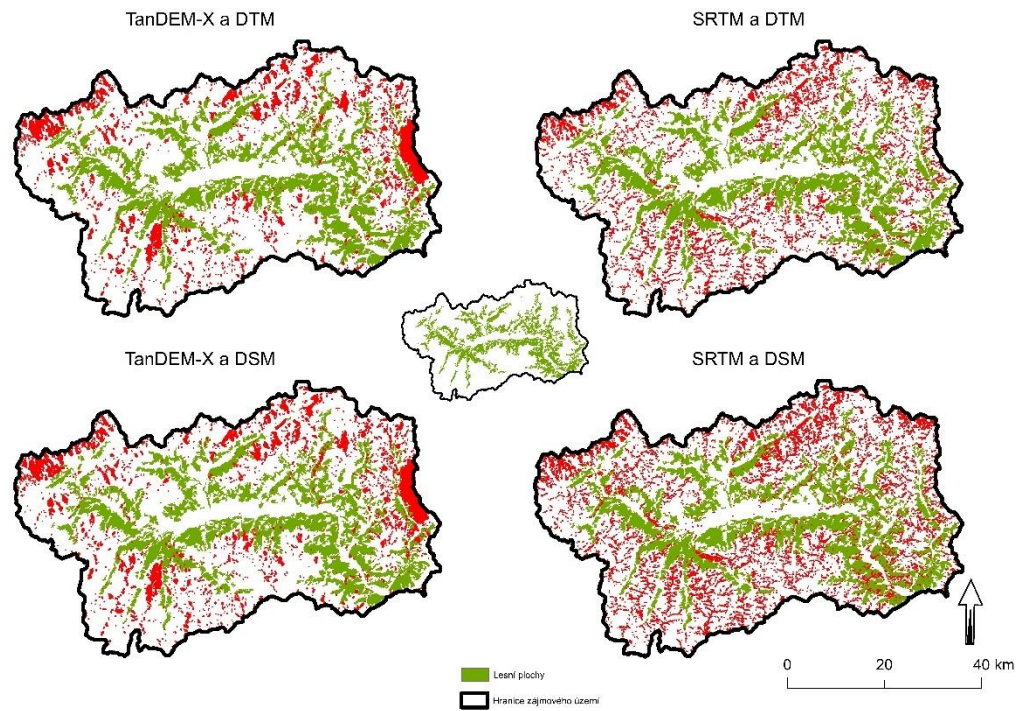 TanDEM-X a DTM
SRTM a DTM
TanDEM-X a DSM
SRTM a DSM
0 20 40 km
Lesní plochy
Hranice zájmového území